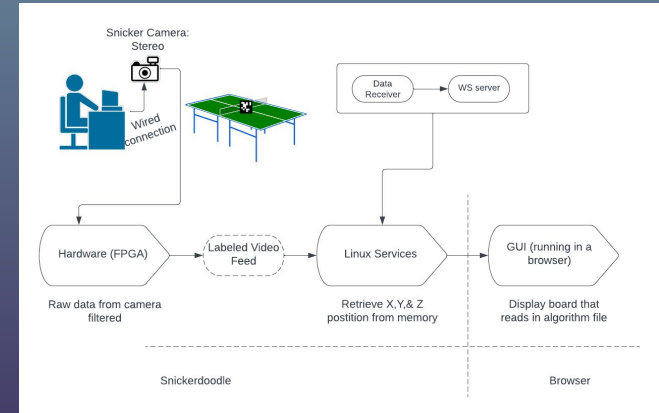 Snicker Camera:
Stereo
Wired
connection
Data
Receiver
WS server
Hardware (FPGA)
Labeled Video
Feed
Linux Services
GUI (running in a
browser)
Raw data from camera
filtered
Retrieve X,Y,& Z
postition from memory
Display board that
reads in algorithm file
Snickerdoodle
Browser